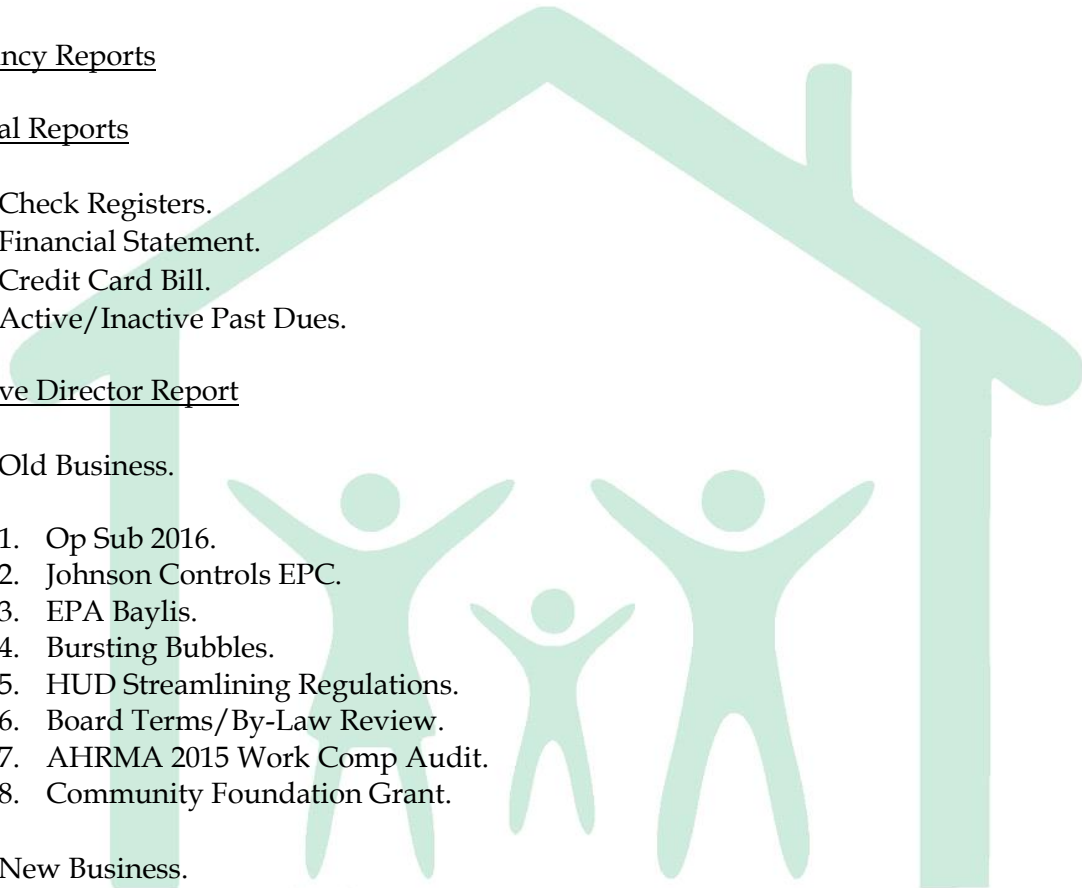 ncy Reports
al Reports
Check Registers.
Financial Statement.
Credit Card Bill.
Active/Inactive Past Dues.
ve Director Report
Old Business.
1. Op Sub 2016.
2. Johnson Controls EPC.
3. EPA Baylis.
4. Bursting Bubbles.
5. HUD Streamlining Regulations.
6. Board Terms/By-Law Review.
7. AHRMA 2015 Work Comp Audit.
8. Community Foundation Grant.
New Business.